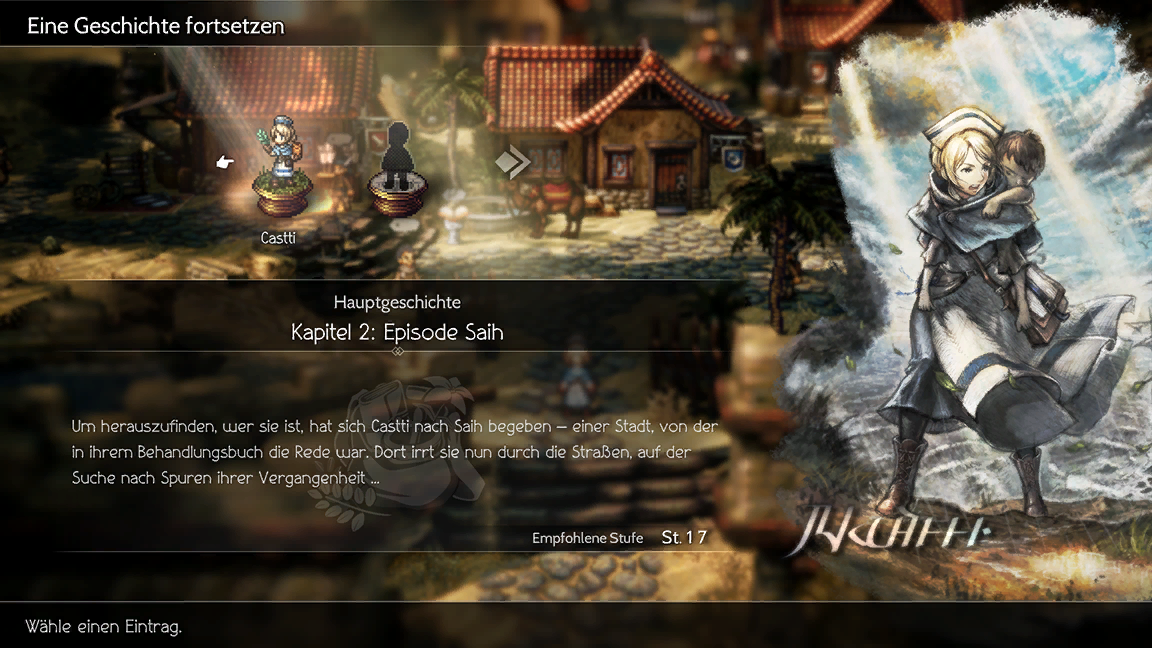 Eine Geschichte fortsetzen
Castti
Hauptgeschichte
Kapitel 2: Episode Saih
Um herauszufinden, wer sie ist, hat sich Castti nach Saih begeben – einer Stadt, von der
in ihrem Behandlungsbuch die Rede war. Dort irrt sie nun durch die Straßen, auf der
Suche nach Spuren ihrer Vergangenheit ...
Empfohlene Stufe St. 17
Wähle einen Eintrag.